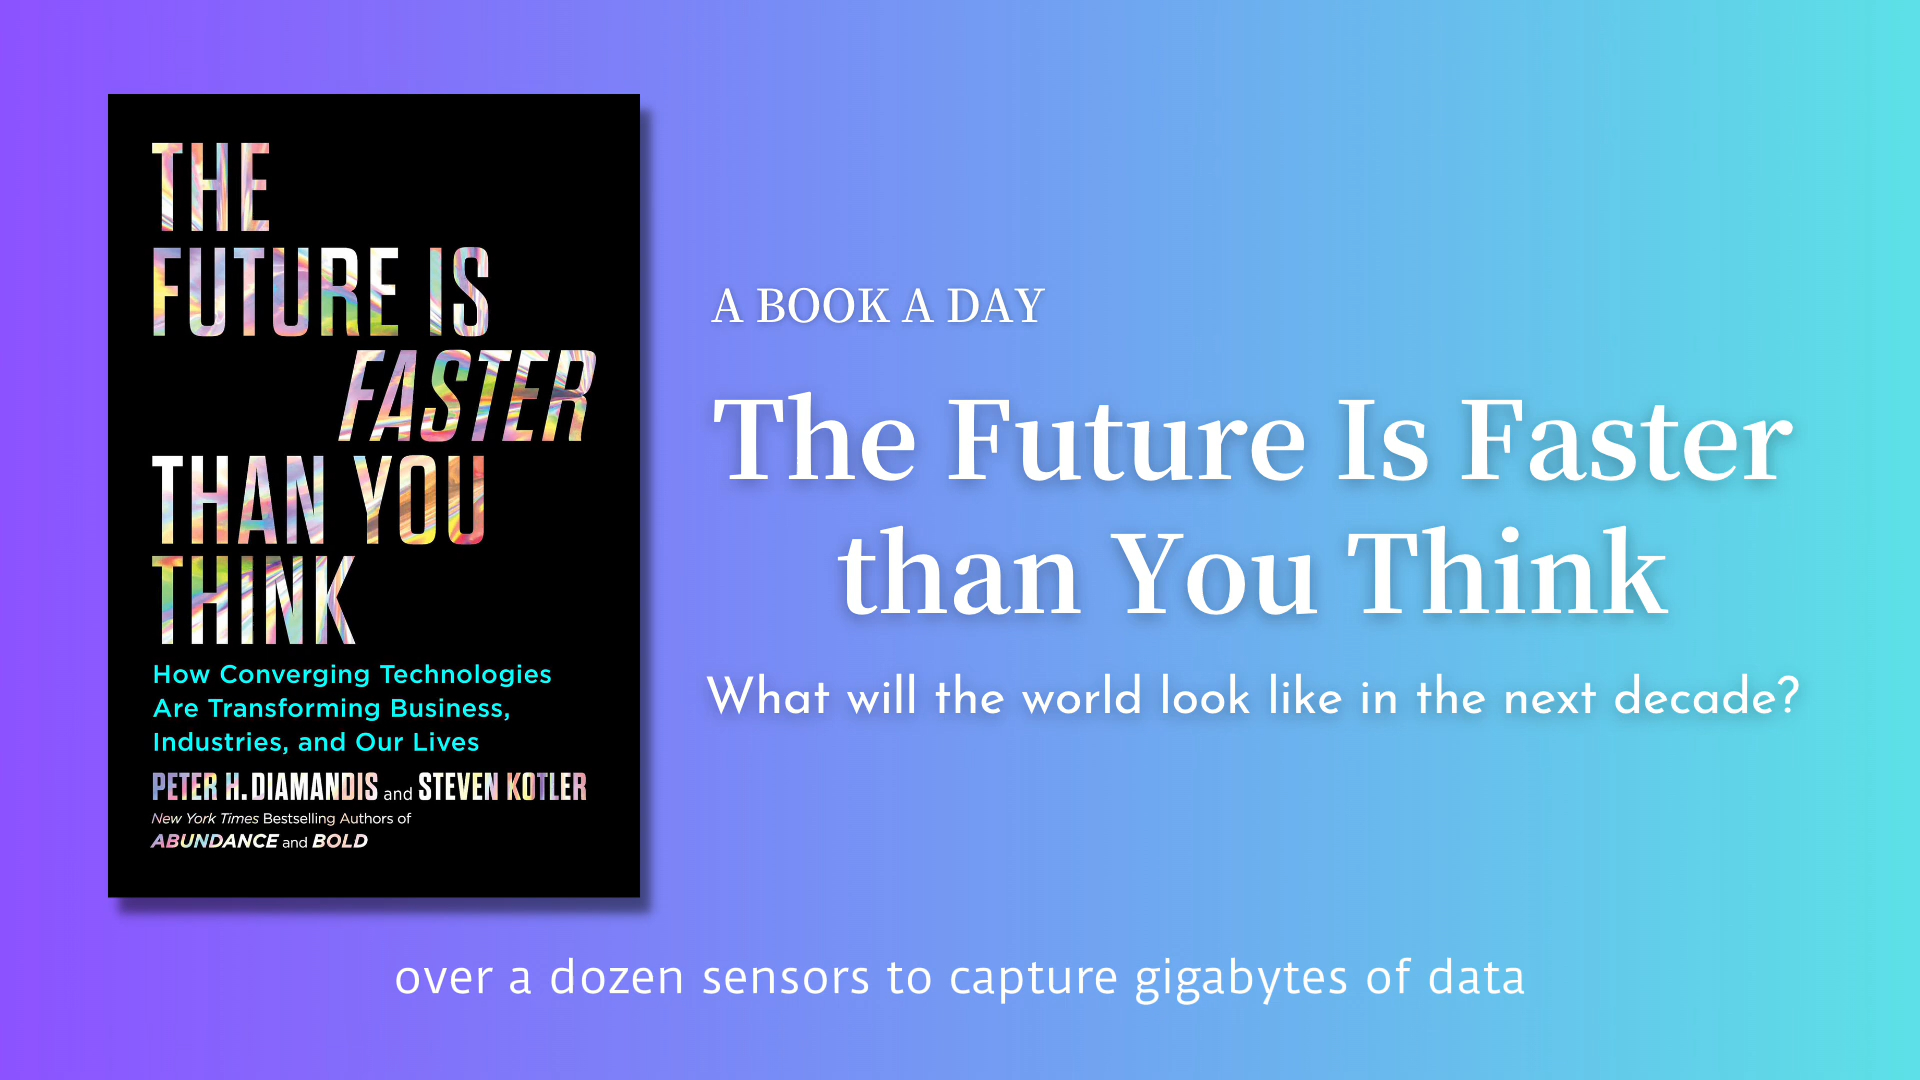 THE
FUTURE IS
FASTER
THAN YOU
THINK
How Converging Technologies
Are Transforming Business,
Industries, and Our Lives
PETER H. DIAMANDIS and STEVEN KOTLER
New York Times Bestselling Authors of
ABUNDANCE and BOLD
A BOOK A DAY
The Future Is Faster
than You Think
What will the world look like in the next decade?
over a dozen sensors to capture gigabytes of data